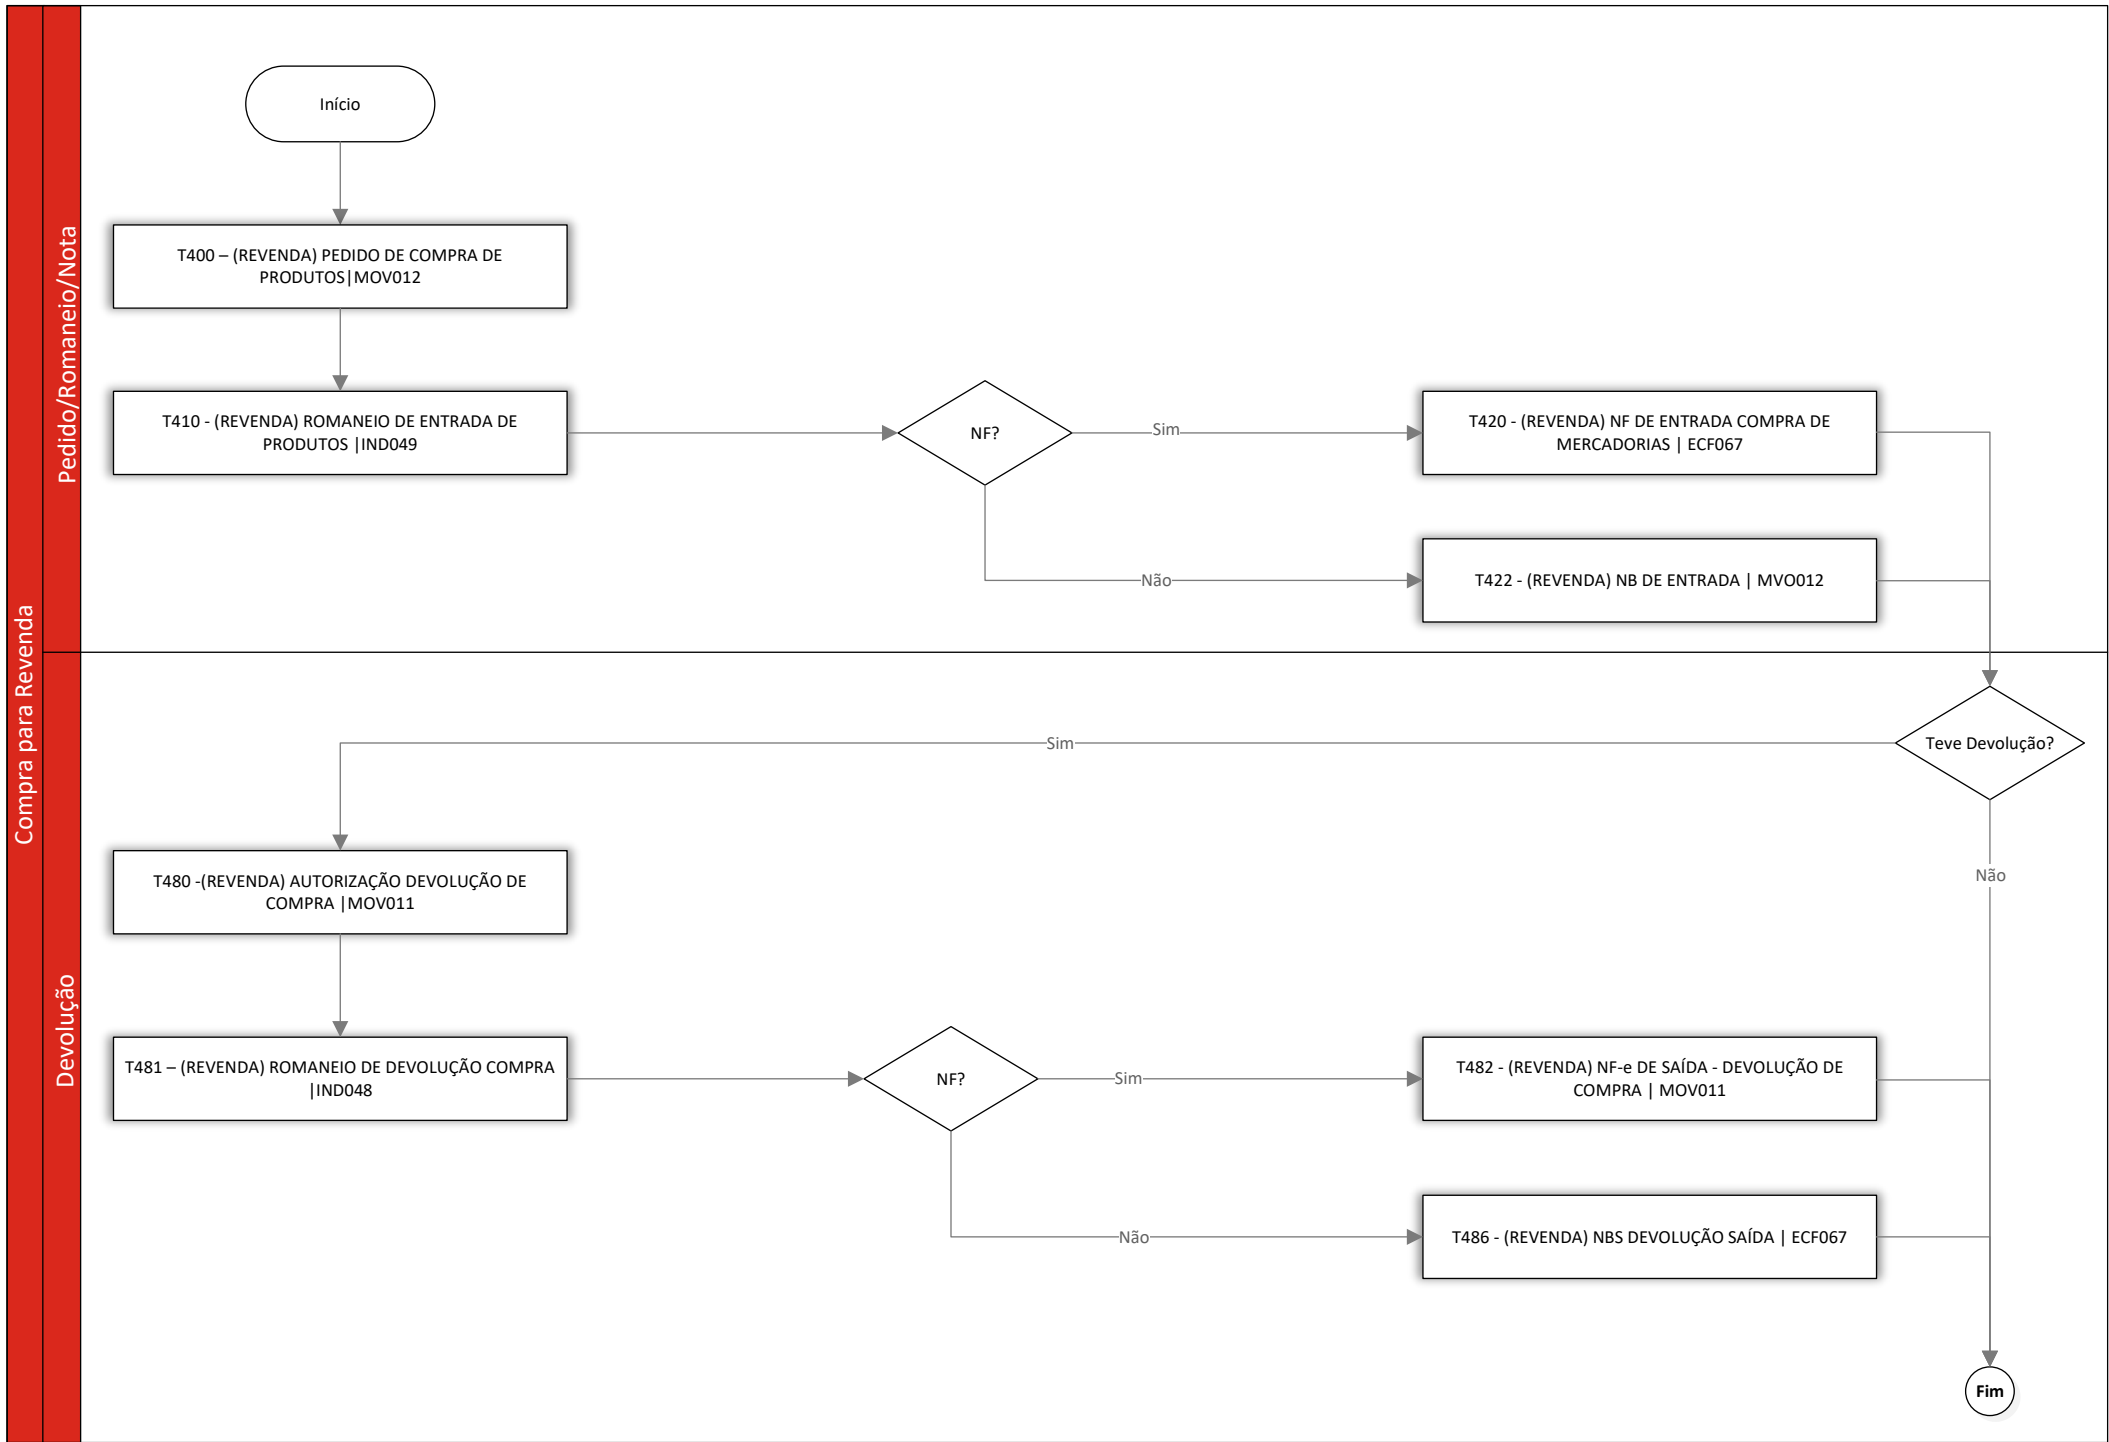 Compra para Revenda
Pedido/Romaneio/Nota
Início
T400 – (REVENDA) PEDIDO DE COMPRA DE
PRODUTOS|MOV012
T410 - (REVENDA) ROMANEIO DE ENTRADA DE
PRODUTOS |IND049
NF?
Sim
T420 - (REVENDA) NF DE ENTRADA COMPRA DE
MERCADORIAS | ECF067
Não
T422 - (REVENDA) NB DE ENTRADA | MVO012
Devolução
Teve Devolução?
Sim
Não
T480 -(REVENDA) AUTORIZAÇÃO DEVOLUÇÃO DE
COMPRA |MOV011
T481 – (REVENDA) ROMANEIO DE DEVOLUÇÃO COMPRA
|IND048
NF?
Sim
T482 - (REVENDA) NF-e DE SAÍDA - DEVOLUÇÃO DE
COMPRA | MOV011
Não
T486 - (REVENDA) NBS DEVOLUÇÃO SAÍDA | ECF067
Fim